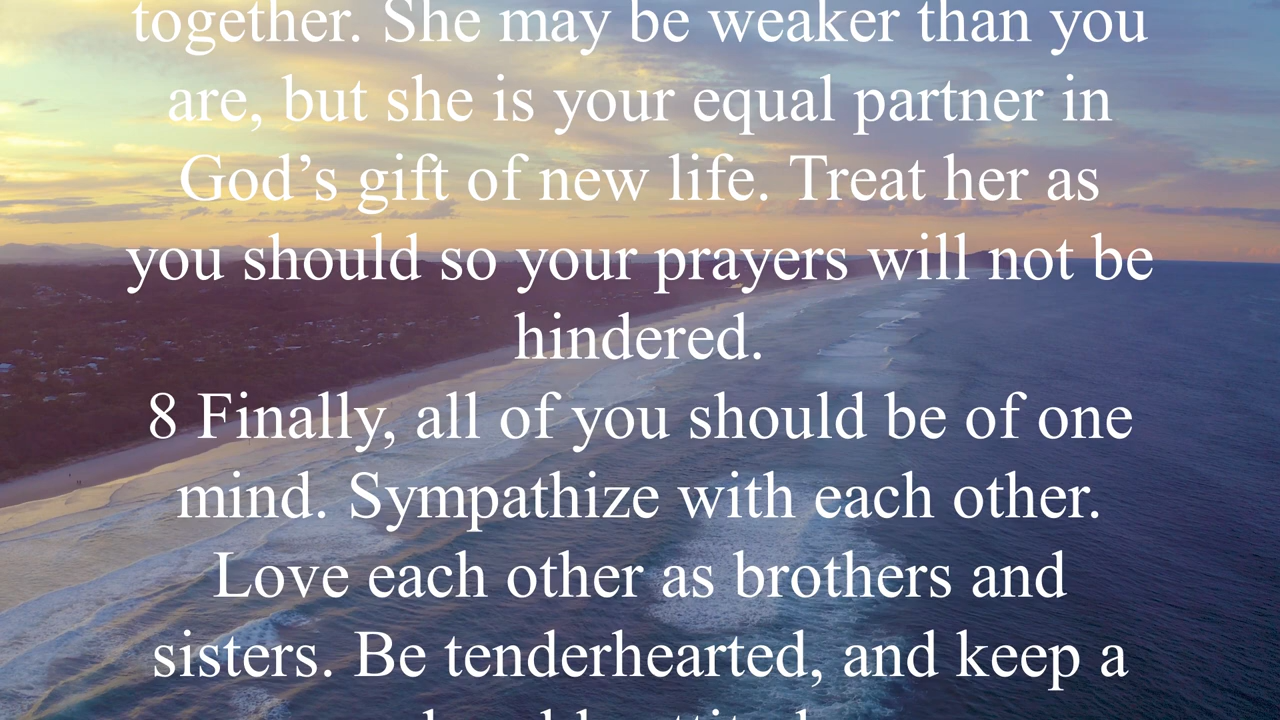 together. She may be weaker than you
are, but she is your equal partner in
God’s gift of new life. Treat her as
you should so your prayers will not be
hindered.
8 Finally, all of you should be of one
mind. Sympathize with each other.
Love each other as brothers and
sisters. Be tenderhearted, and keep a